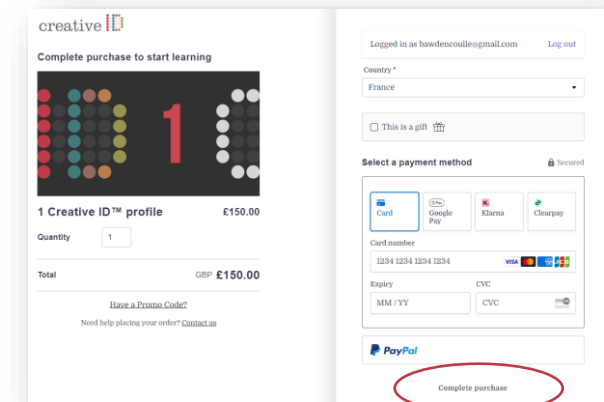 creative ID
Complete purchase to start learning
1
1 Creative ID™ profile £150.00
Quantity 1
Total GBP £150.00
Have a Promo Code?
Need help placing your order? Contact us
Logged in as bawdencoulle@gmail.com Log out
Country *
France
This is a gift
Select a payment method Secured
Card
G Pay
Google Pay
K.
Klarna
Clearpay
Card number
1234 1234 1234 1234 VISA
Expiry CVC
MM / YY CVC
PayPal
Complete purchase